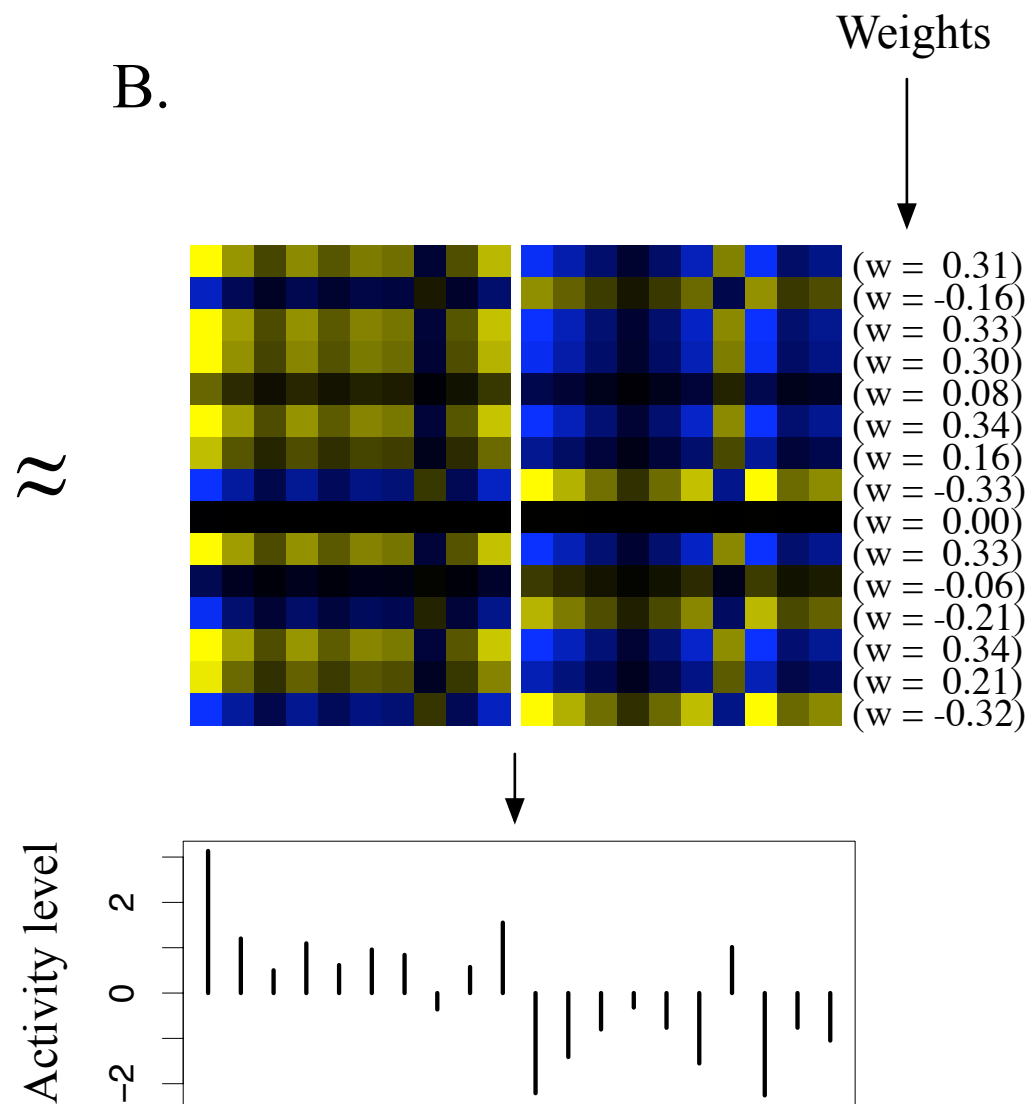 Weights
B.
(w = 0.31)
(w = -0.16)
(w = 0.33)
(w = 0.30)
(w = 0.08)
(w = 0.34)
(w = 0.16)
≈
(w = -0.33)
(w = 0.00)
(w = 0.33)
(w = -0.06)
(w = -0.21)
(w = 0.34)
(w = 0.21)
(w = -0.32)
Activity level
2
0
−2